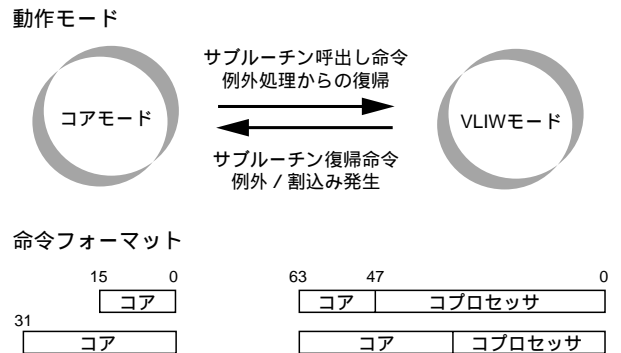 動作モード
サブルーチン呼出し命令
例外処理からの復帰
コアモード
VLIWモード
サブルーチン復帰命令
例外 / 割込み発生
命令フォーマット
15 0
63 47 0
コア
コア コプロセッサ
31
コア
コア コプロセッサ